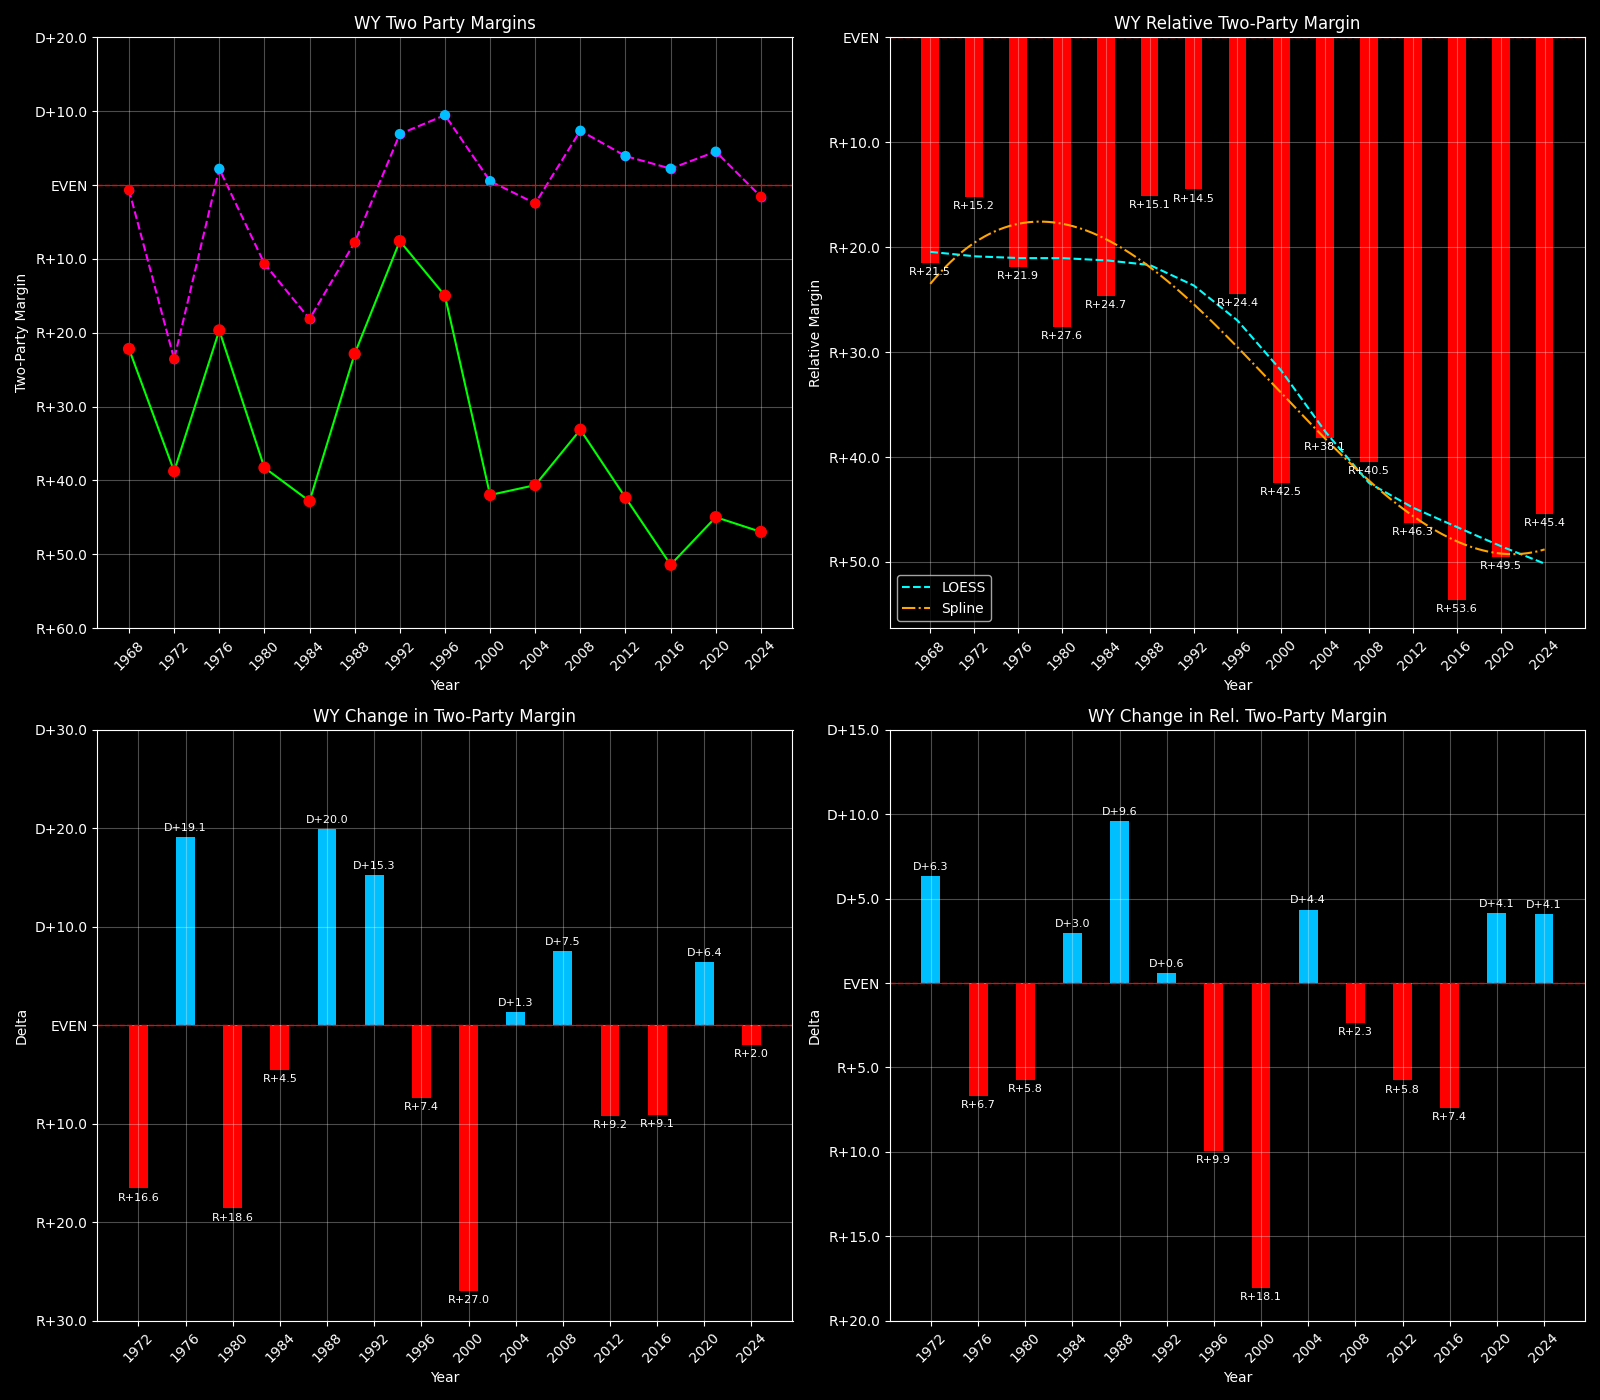 WY Two Party Margins
D+20.0
D+10.0
EVEN
R+10.0
R+20.0
R+30.0
R+40.0
R+50.0
R+60.0
Two-Party Margin
1968 1972 1976 1980 1984 1988 1992 1996 2000 2004 2008 2012 2016 2020 2024
Year
WY Relative Two-Party Margin
EVEN
R+10.0
R+20.0
R+30.0
R+40.0
R+50.0
Relative Margin
R+21.5
R+15.2
R+21.9
R+27.6
R+24.7
R+15.1
R+14.5
R+24.4
R+42.5
R+38.1
R+40.5
R+46.3
R+53.6
R+49.5
R+45.4
LOESS
Spline
1968 1972 1976 1980 1984 1988 1992 1996 2000 2004 2008 2012 2016 2020 2024
Year
WY Change in Two-Party Margin
D+30.0
D+20.0
D+10.0
EVEN
R+10.0
R+20.0
R+30.0
Delta
R+16.6
D+19.1
R+18.6
R+4.5
D+20.0
D+15.3
R+7.4
R+27.0
D+1.3
D+7.5
R+9.2
R+9.1
D+6.4
R+2.0
1972 1976 1980 1984 1988 1992 1996 2000 2004 2008 2012 2016 2020 2024
Year
WY Change in Rel. Two-Party Margin
D+15.0
D+10.0
D+5.0
EVEN
R+5.0
R+10.0
R+15.0
R+20.0
Delta
D+6.3
R+6.7
R+5.8
D+3.0
D+9.6
D+0.6
R+9.9
R+18.1
D+4.4
R+2.3
R+5.8
R+7.4
D+4.1
D+4.1
1972 1976 1980 1984 1988 1992 1996 2000 2004 2008 2012 2016 2020 2024
Year